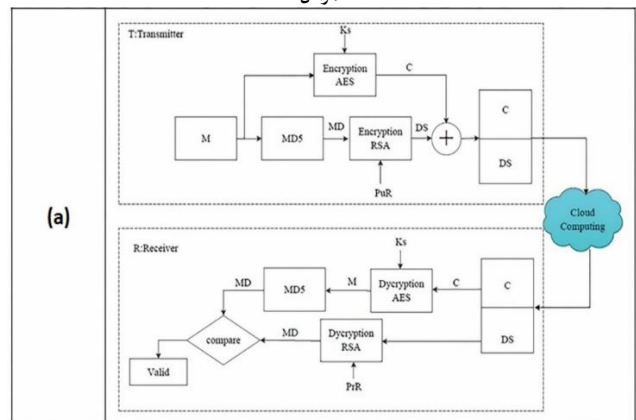 T:Transmitter
Ks
Encryption
AES
C
M
MD5
MD
Encryption
RSA
DS
+
C
DS
PuR
Cloud
Computing
(a)
R:Receiver
Ks
MD
MD5
M
Dycryption
AES
C
C
DS
compare
MD
Dycryption
RSA
Valid
PrR